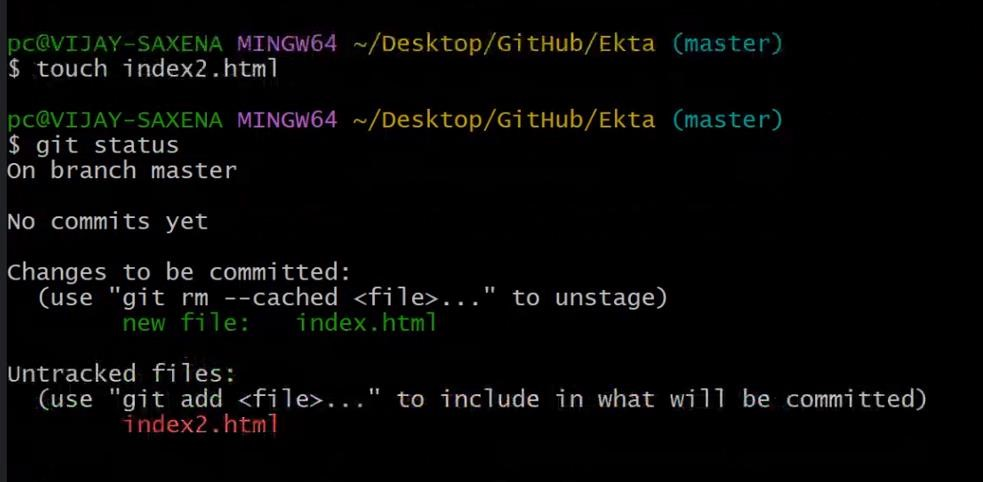 pc@VIJAY-SAXENA MINGW64 ~/Desktop/GitHub/Ekta (master)
$ touch index2.html
pc@VIJAY-SAXENA MINGW64 ~/Desktop/GitHub/Ekta (master)
$ git status
On branch master
No commits yet
Changes to be committed:
  (use "git rm --cached <file>..." to unstage)
        new file:   index.html
Untracked files:
  (use "git add <file>..." to include in what will be committed)
        index2.html